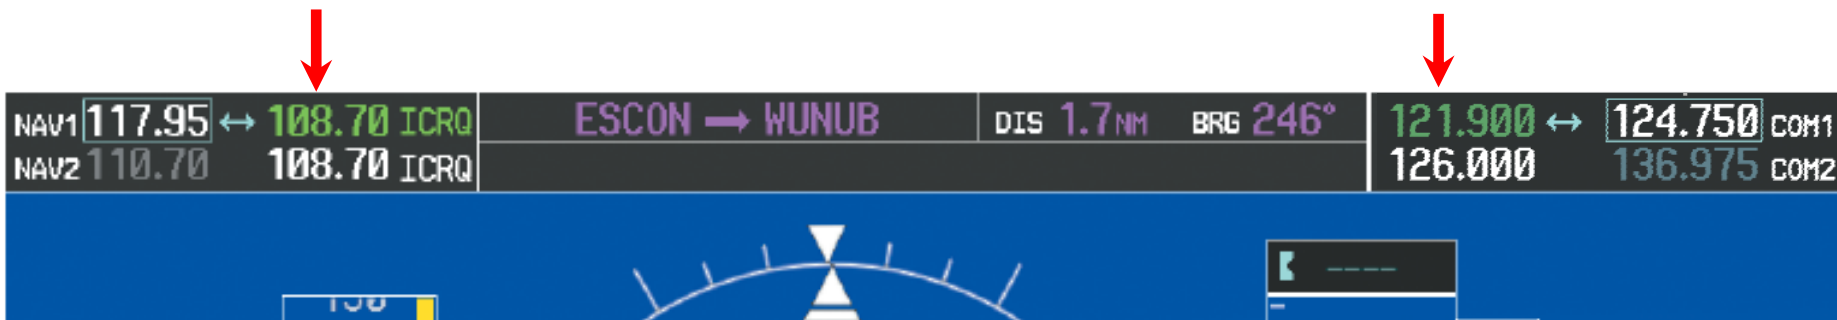 NAV1 117.95 ↔ 108.70 ICRQ ESCON → WUNUB DIS 1.7NM BRG 246° 121.900 ↔ 124.750 COM1
NAV2 110.70 108.70 ICRQ 126.000 136.975 COM2
----